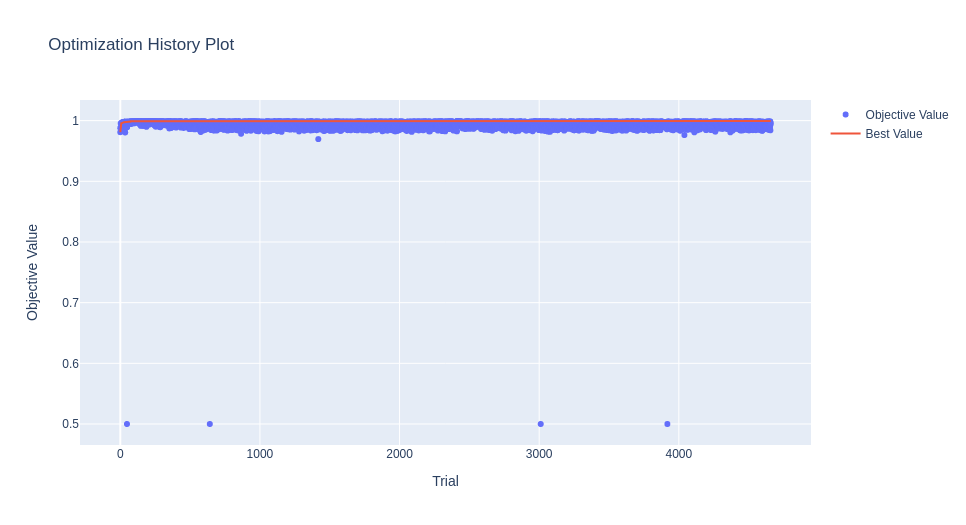 Optimization History Plot
Objective Value
Best Value
1
0.9
0.8
0.7
0.6
0.5
Objective Value
0
1000
2000
3000
4000
Trial